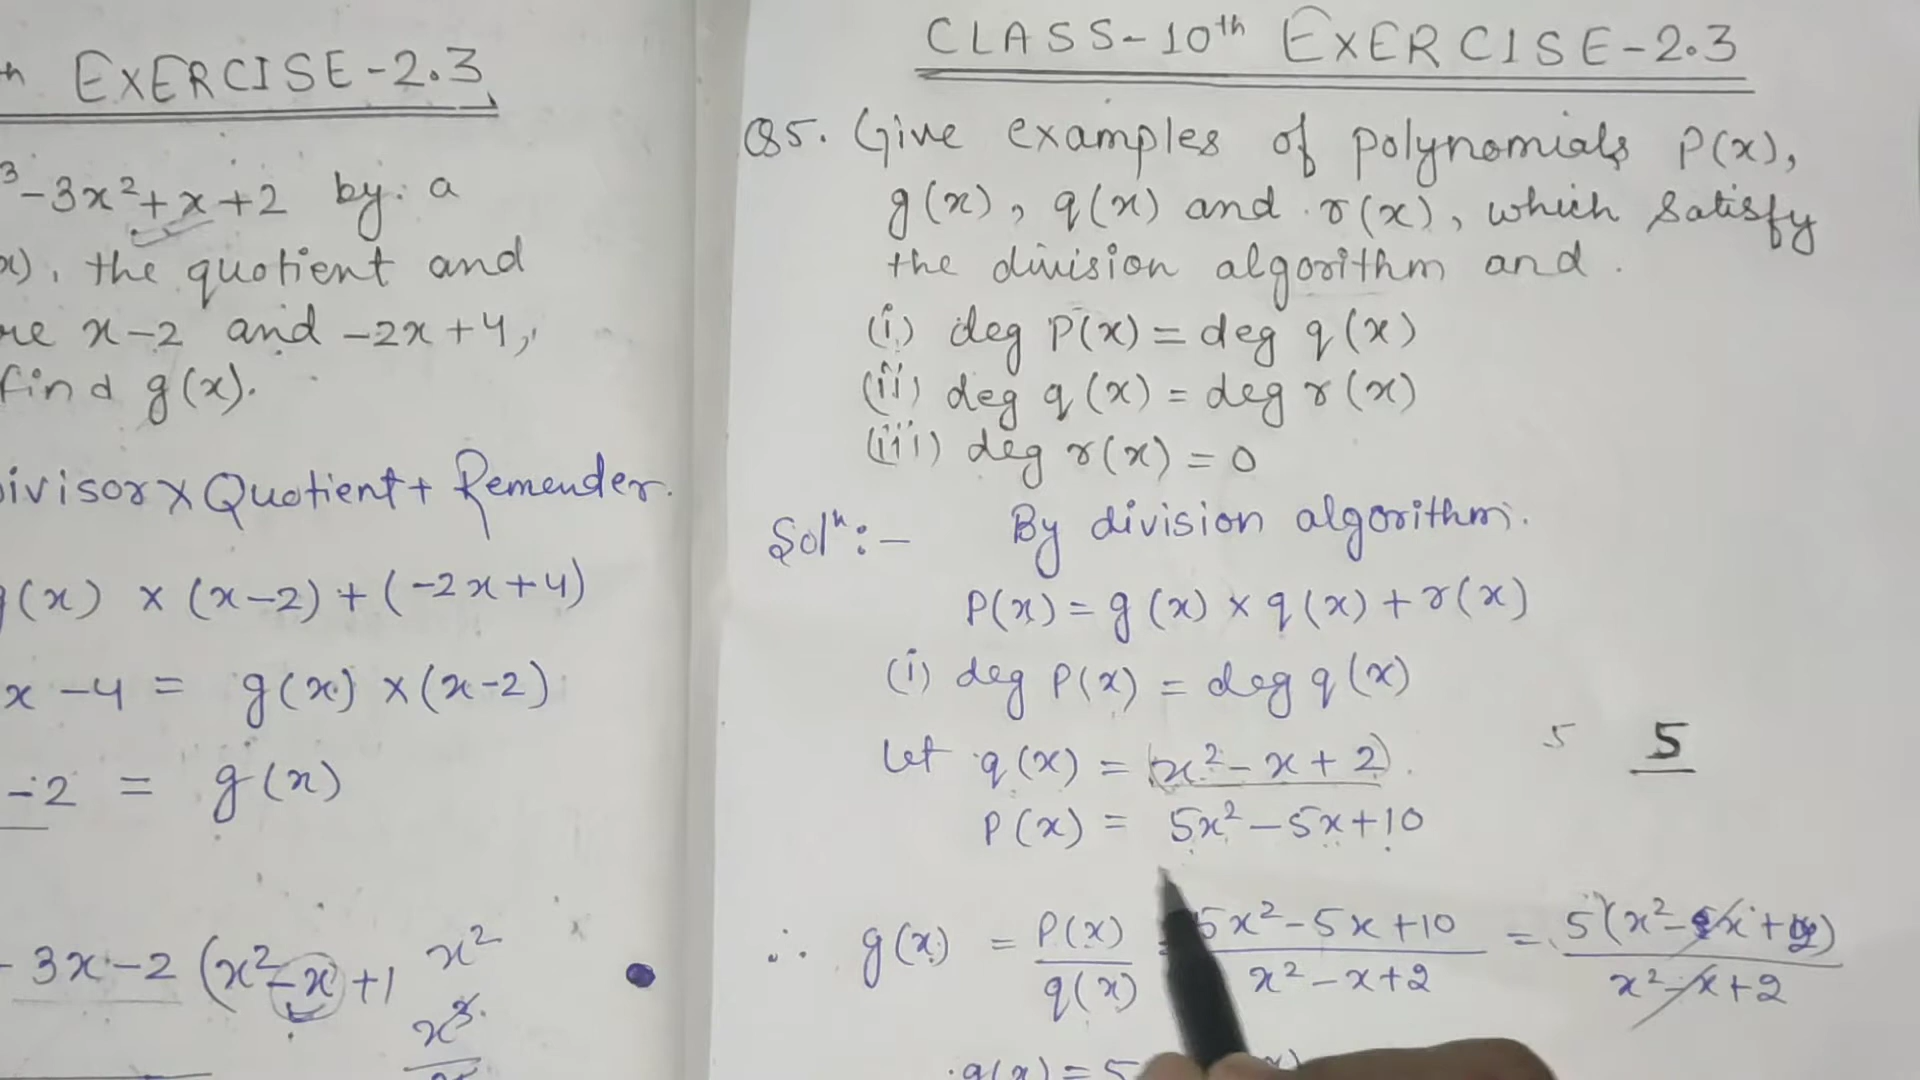 EXERCISE-2.3
³-3x²+x+2 by a
x), the quotient and
re x-2 and -2x+4,
find g(x).
ivisor x Quotient + Remender.
g(x) × (x-2)+(-2x+4)
x -4 = g(x) ×(x-2)
-2 = g(x)
- 3x-2 (x²-x+1
x²
x³
CLASS-10th EXERCISE-2.3
Q5. Give examples of polynomials P(x),
g(x), q(x) and r(x), which satisfy
the division algorithm and.
(i) deg P(x) = deg q(x)
(ii) deg q(x) = deg r(x)
(iii) deg r(x) = 0
Solⁿ:- By division algorithm.
P(x) = g(x) × q(x) + r(x)
(i) deg P(x) = deg q(x)
Let q(x) = (x²-x+2).
5 5
P(x) = 5x²-5x+10
∴ g(x) = P(x)/q(x) = 5x²-5x+10/x²-x+2 = 5(x²-x+2)/x²-x+2